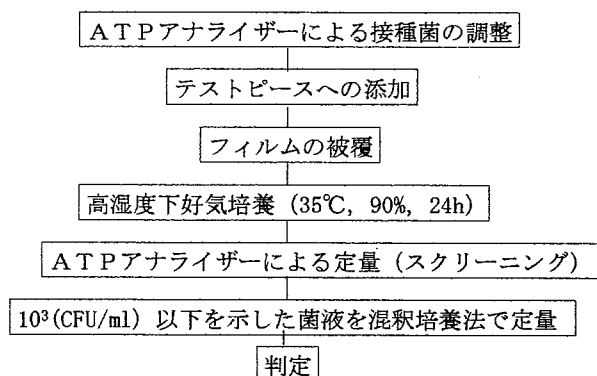 ATPアナライザーによる接種菌の調整
テストピースへの添加
フィルムの被覆
高湿度下好気培養 (35℃, 90%, 24h)
ATPアナライザーによる定量 (スクリーニング)
10³(CFU/ml) 以下を示した菌液を混釈培養法で定量
判定